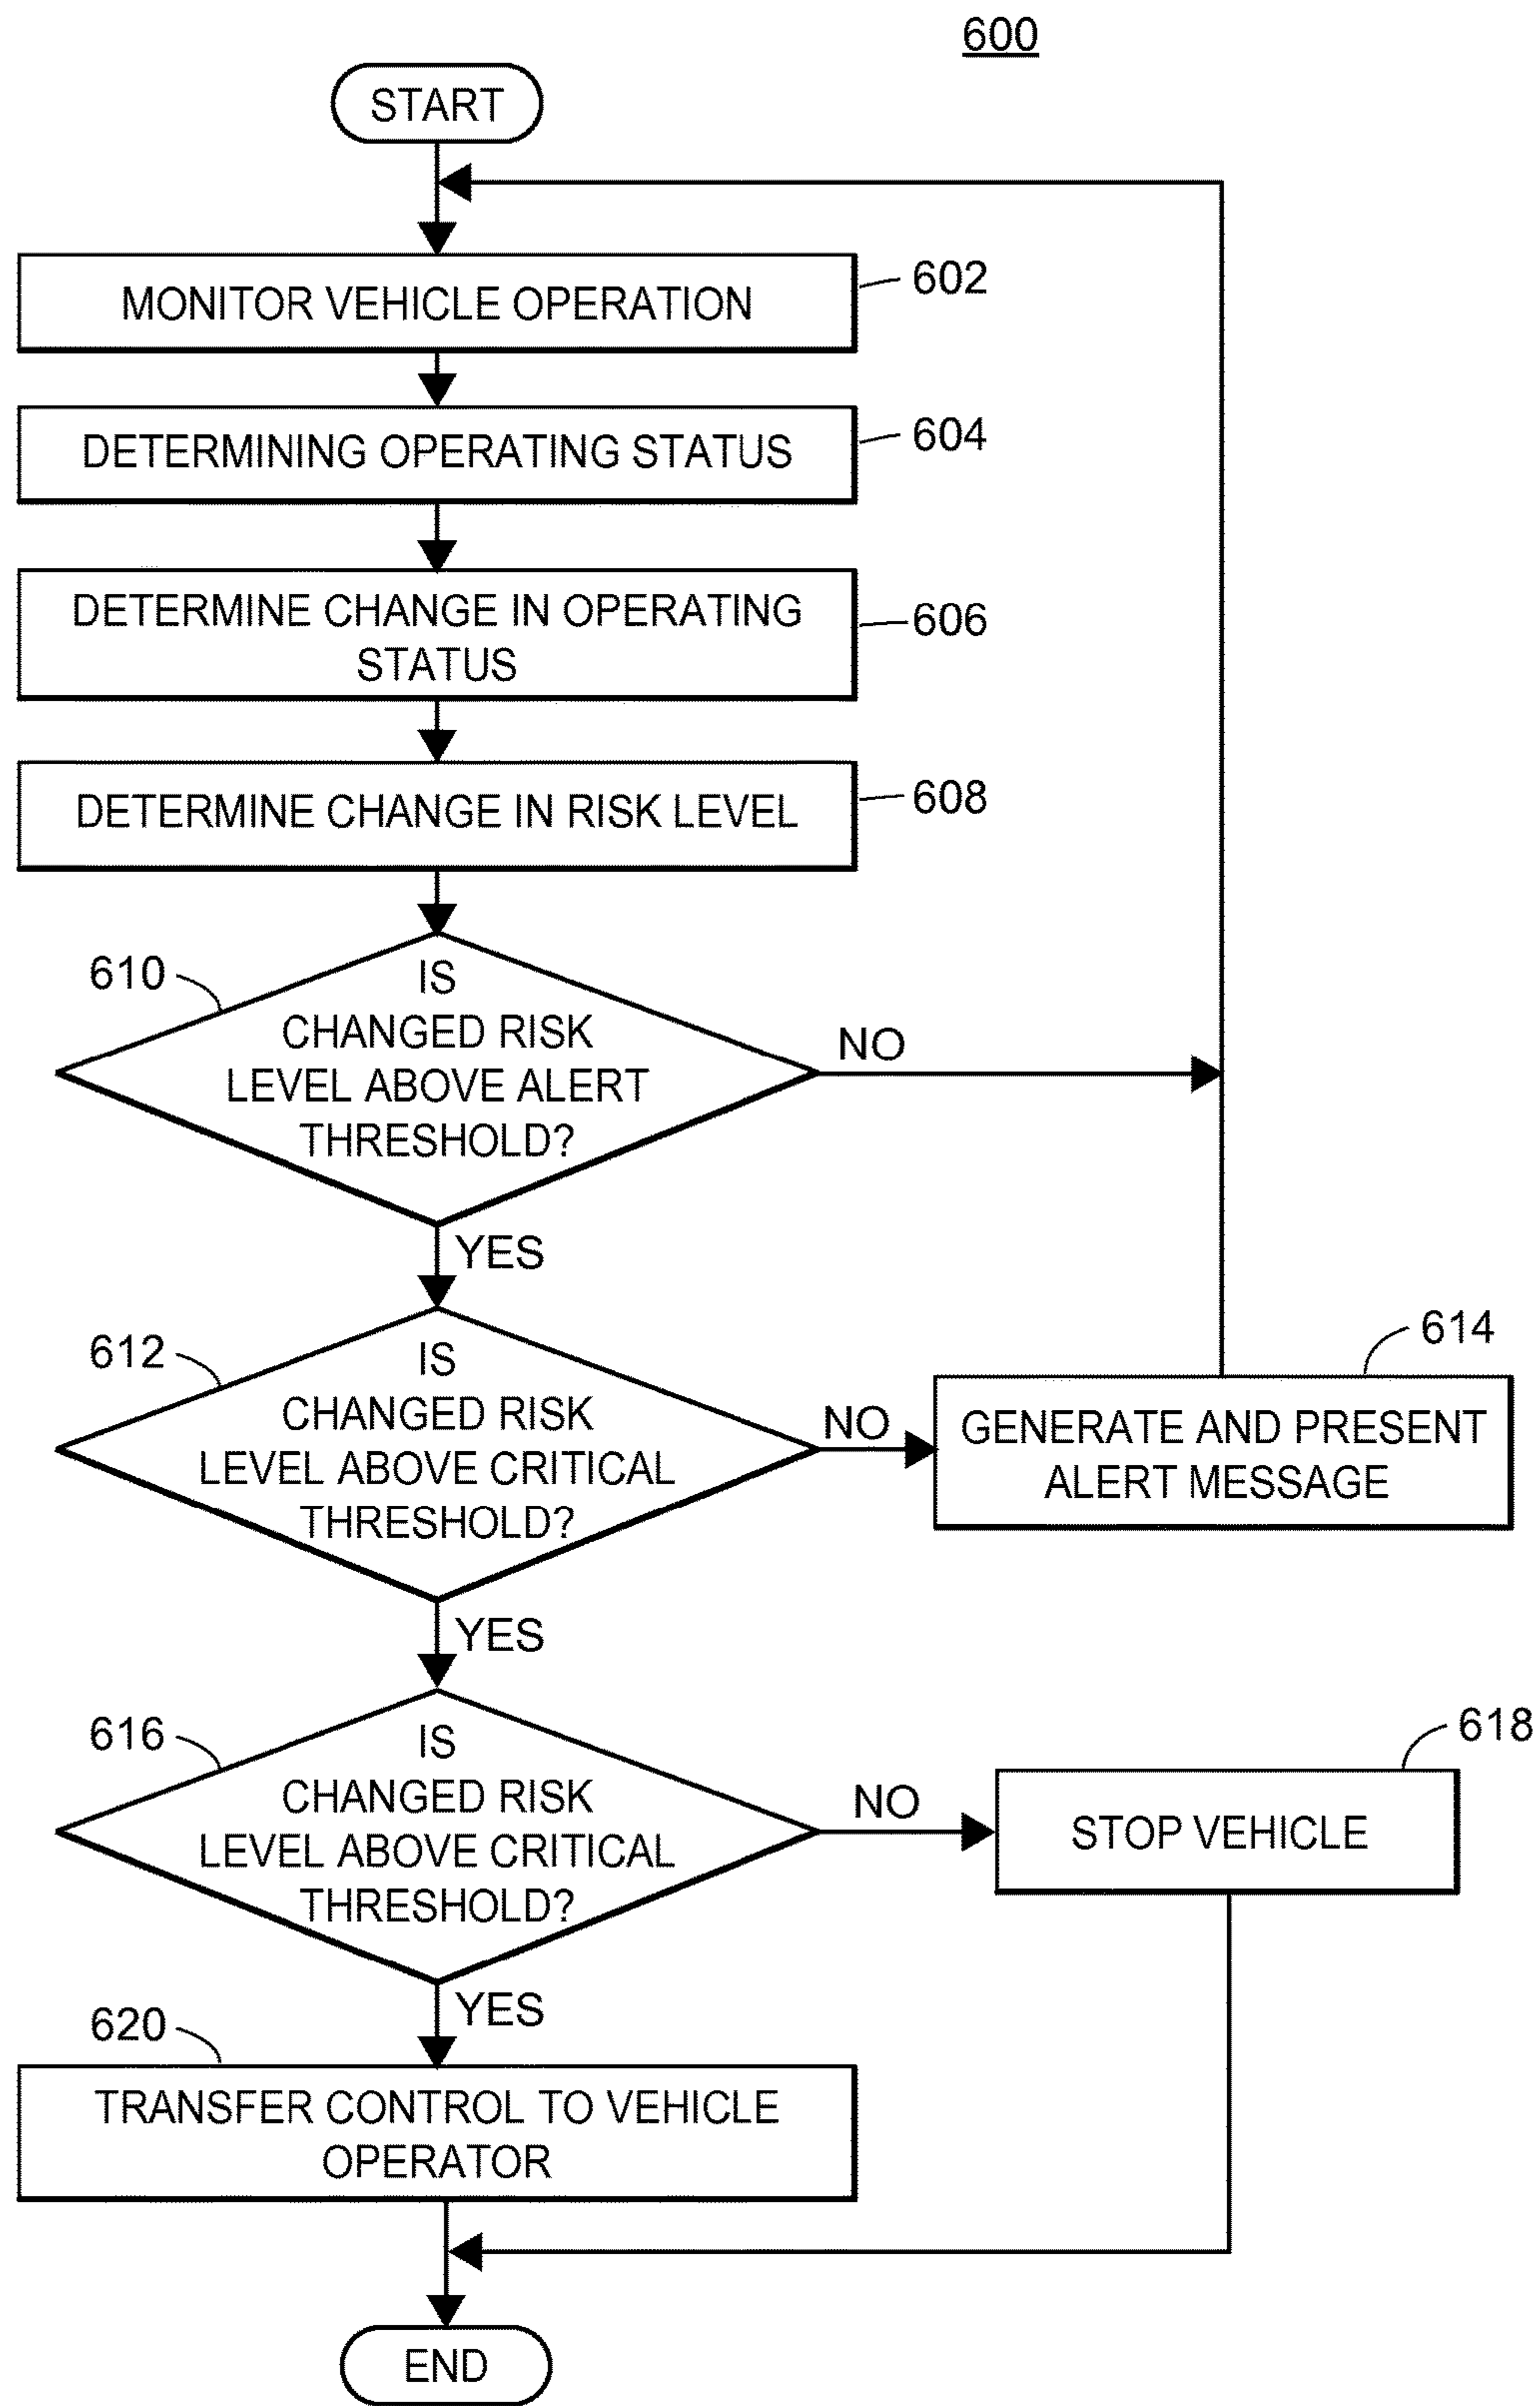 600
START
MONITOR VEHICLE OPERATION
602
DETERMINING OPERATING STATUS
604
DETERMINE CHANGE IN OPERATING
STATUS
606
DETERMINE CHANGE IN RISK LEVEL
608
610
IS
CHANGED RISK
LEVEL ABOVE ALERT
THRESHOLD?
NO
YES
612
IS
CHANGED RISK
LEVEL ABOVE CRITICAL
THRESHOLD?
NO
614
GENERATE AND PRESENT
ALERT MESSAGE
YES
616
IS
CHANGED RISK
LEVEL ABOVE CRITICAL
THRESHOLD?
NO
618
STOP VEHICLE
YES
620
TRANSFER CONTROL TO VEHICLE
OPERATOR
END